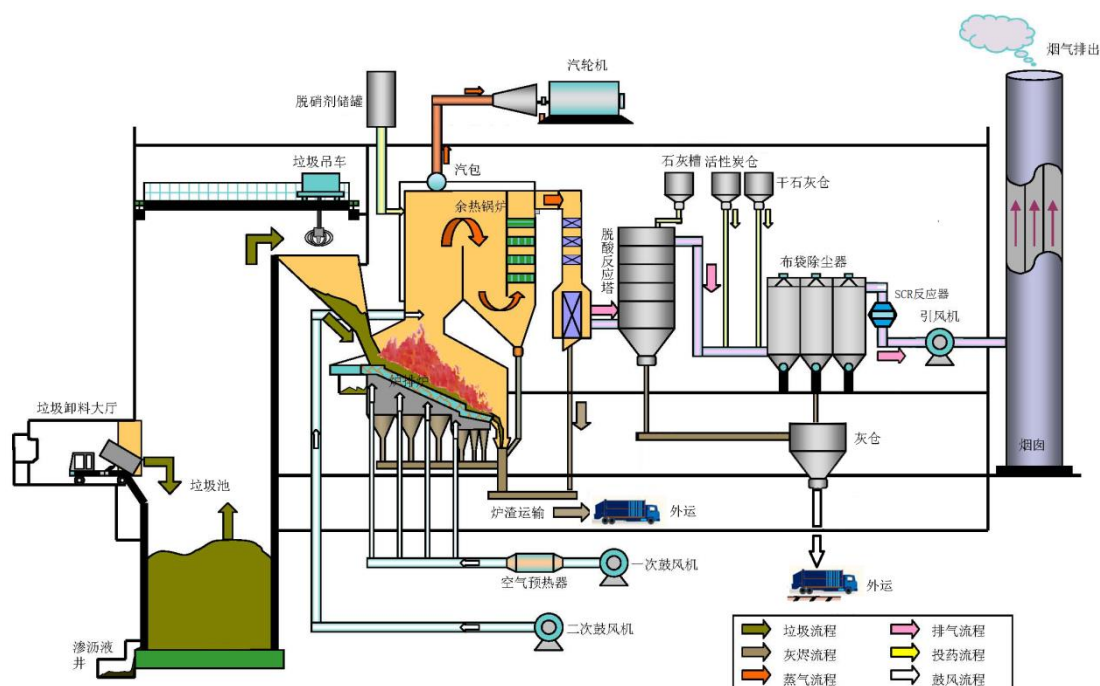 烟气排出
汽轮机
脱硝剂储罐
垃圾吊车
汽包
石灰槽 活性炭仓
干石灰仓
余热锅炉
脱酸反应塔
布袋除尘器
SCR反应器
引风机
炉排炉
垃圾卸料大厅
灰仓
烟囱
垃圾池
炉渣运输
外运
一次鼓风机
空气预热器
外运
二次鼓风机
渗沥液
井
垃圾流程
排气流程
灰烬流程
投药流程
蒸气流程
鼓风流程